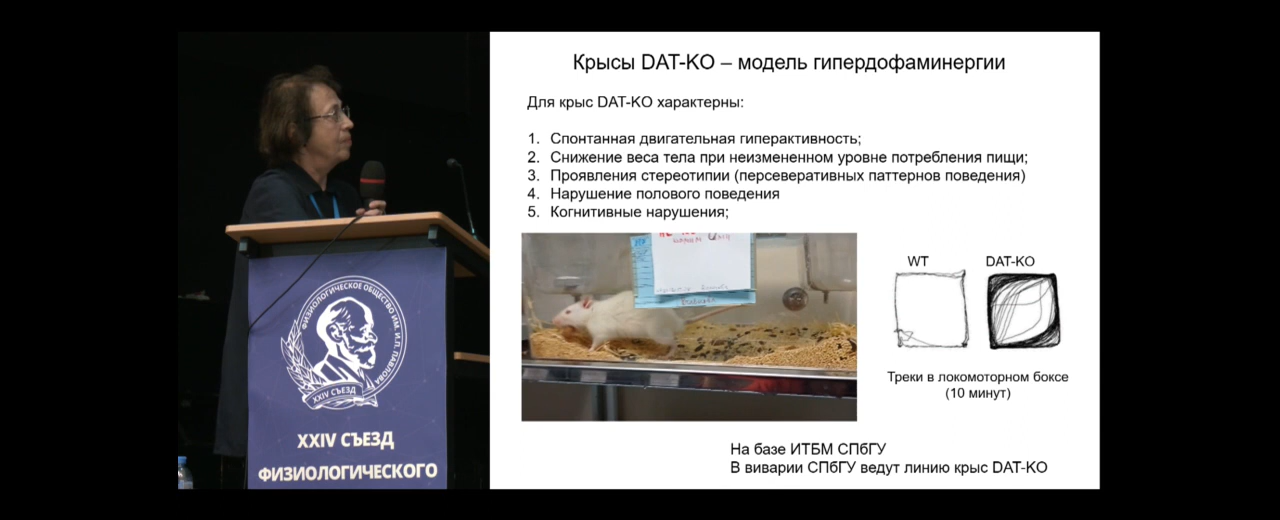 Крысы DAT-KO – модель гипердофаминергии
Для крыс DAT-KO характерны:
1. Спонтанная двигательная гиперактивность;
2. Снижение веса тела при неизмененном уровне потребления пищи;
3. Проявления стереотипии (персеверативных паттернов поведения)
4. Нарушение полового поведения
5. Когнитивные нарушения;
WT
DAT-KO
Треки в локомоторном боксе
(10 минут)
На базе ИТБМ СПбГУ
В виварии СПбГУ ведут линию крыс DAT-KO
ФИЗИОЛОГИЧЕСКОЕ ОБЩЕСТВО ИМ. И.П. ПАВЛОВА
XXIV СЪЕЗД
XXIV СЪЕЗД
ФИЗИОЛОГИЧЕСКОГО